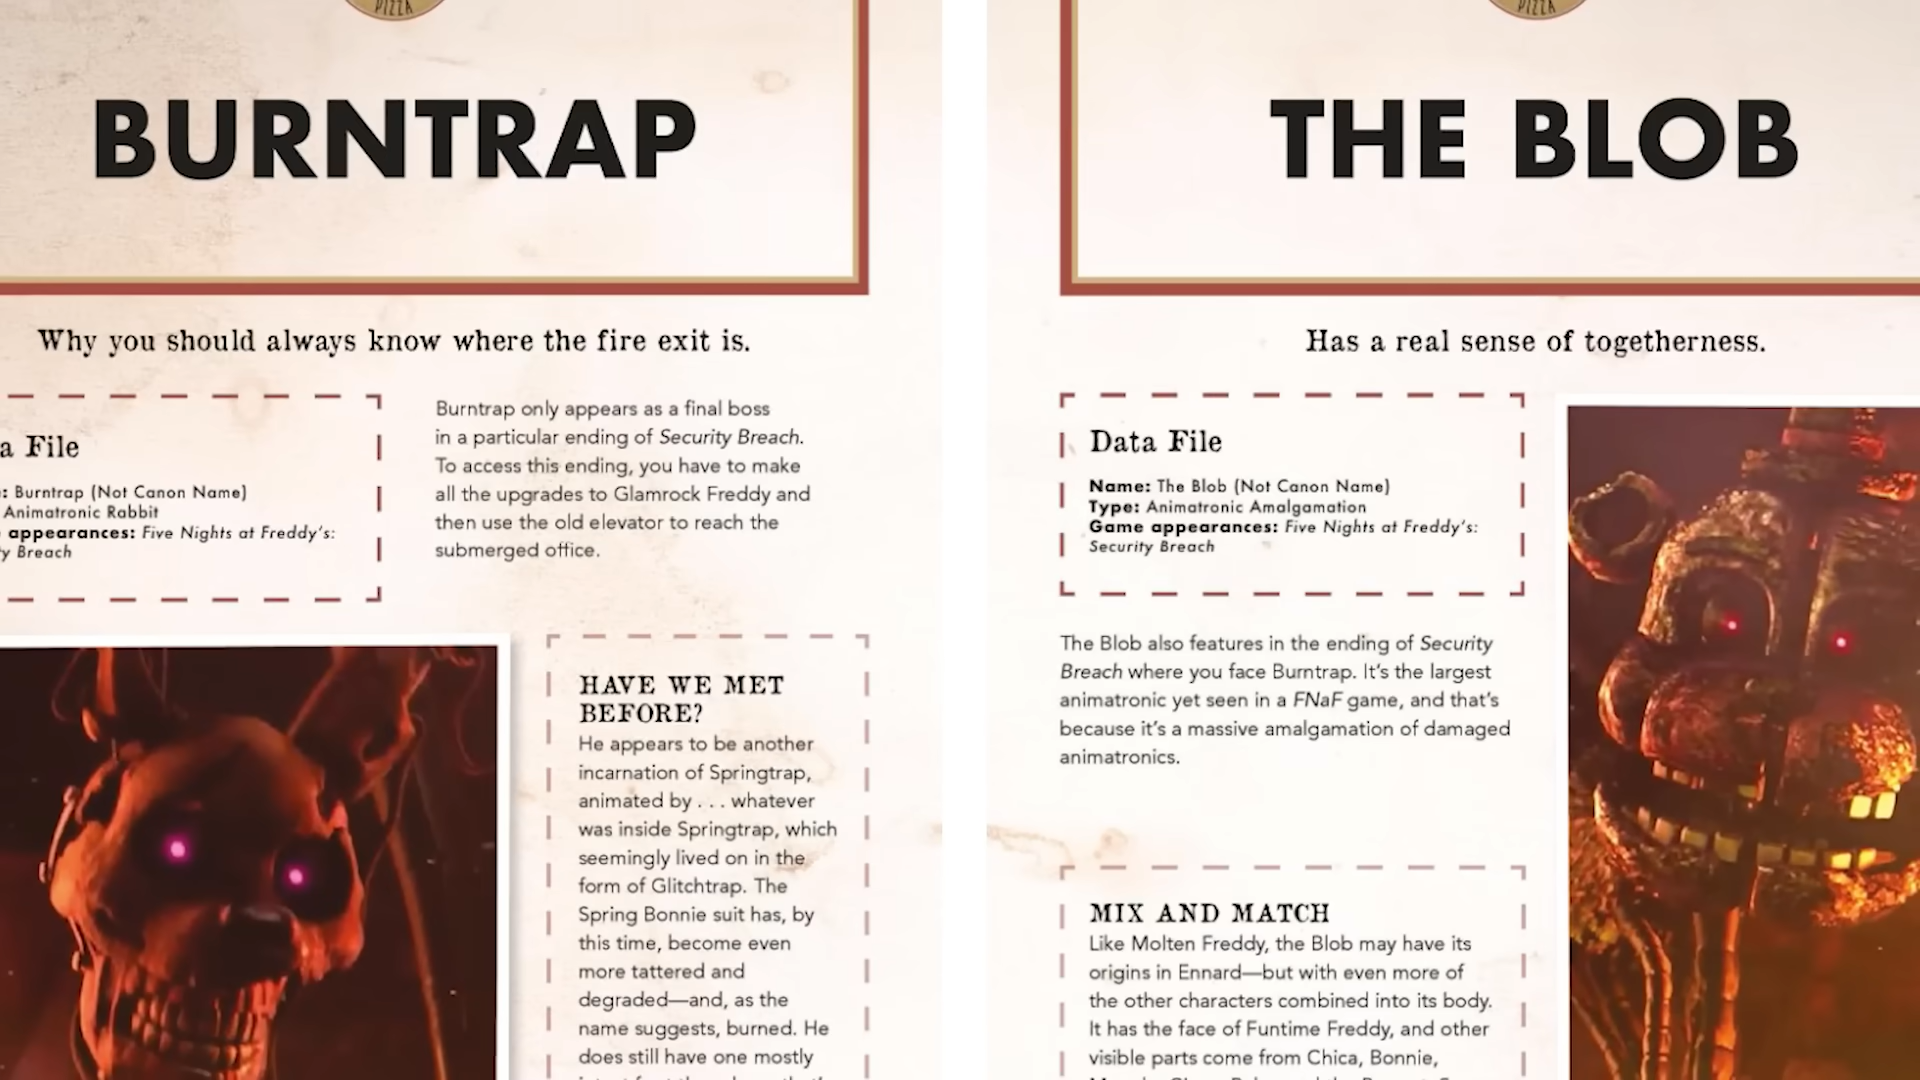 PIZZA
BURNTRAP
Why you should always know where the fire exit is.
File
Burntrap (Not Canon Name)
Animatronic Rabbit
appearances: Five Nights at Freddy's:
Breach
Burntrap only appears as a final boss
in a particular ending of Security Breach.
To access this ending, you have to make
all the upgrades to Glamrock Freddy and
then use the old elevator to reach the
submerged office.
HAVE WE MET
BEFORE?
He appears to be another
incarnation of Springtrap,
animated by . . . whatever
was inside Springtrap, which
seemingly lived on in the
form of Glitchtrap. The
Spring Bonnie suit has, by
this time, become even
more tattered and
degraded—and, as the
name suggests, burned. He
does still have one mostly
PIZZA
THE BLOB
Has a real sense of togetherness.
Data File
Name: The Blob (Not Canon Name)
Type: Animatronic Amalgamation
Game appearances: Five Nights at Freddy's:
Security Breach
The Blob also features in the ending of Security
Breach where you face Burntrap. It's the largest
animatronic yet seen in a FNaF game, and that's
because it's a massive amalgamation of damaged
animatronics.
MIX AND MATCH
Like Molten Freddy, the Blob may have its
origins in Ennard—but with even more of
the other characters combined into its body.
It has the face of Funtime Freddy, and other
visible parts come from Chica, Bonnie,